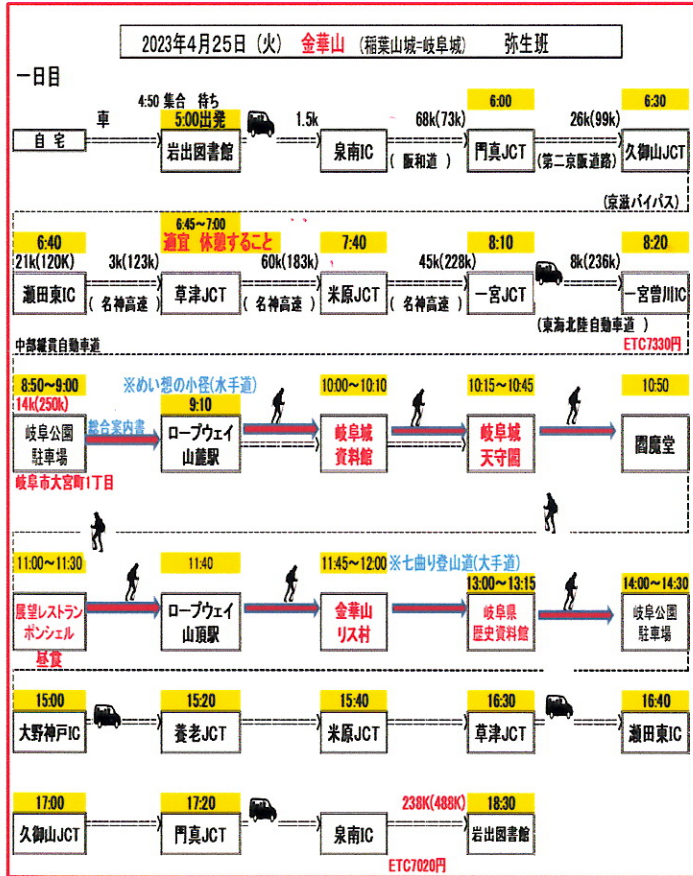 2023年4月25日（火） 金華山 （稲葉山城=岐阜城） 弥生班
一日目
4:50 集合 待ち 6:00 6:30
車 5:00出発 1.5k 68k(73k) 26k(99k)
自宅 岩出図書館 泉南IC 門真JCT 久御山JCT
( 阪和道 ) (第二京阪道路)
(京滋バイパス)
6:40 6:45～7:00 7:40 8:10 8:20
適宜 休憩すること
21k(120K) 3k(123k) 60k(183k) 45k(228k) 8k(236k)
瀬田東IC 草津JCT 米原JCT 一宮JCT 一宮曽川IC
( 名神高速 ) ( 名神高速 ) ( 名神高速 ) (東海北陸自動車道 )
中部縦貫自動車道 ETC7330円
8:50～9:00 ※めい想の小径(水手道) 10:00～10:10 10:15～10:45 10:50
14k(250k) 9:10
岐阜公園 総合案内書 ロープウェイ 岐阜城 岐阜城 閻魔堂
駐車場 山麓駅 資料館 天守閣
岐阜市大宮町1丁目
11:00～11:30 11:40 11:45～12:00 ※七曲り登山道(大手道)
13:00～13:15 14:00～14:30
展望レストラン ロープウェイ 金華山 岐阜県 岐阜公園
ポンシェル 山頂駅 リス村 歴史資料館 駐車場
昼食
15:00 15:20 15:40 16:30 16:40
大野神戸IC 養老JCT 米原JCT 草津JCT 瀬田東IC
17:00 17:20 238K(488K) 18:30
久御山JCT 門真JCT 泉南IC 岩出図書館
ETC7020円